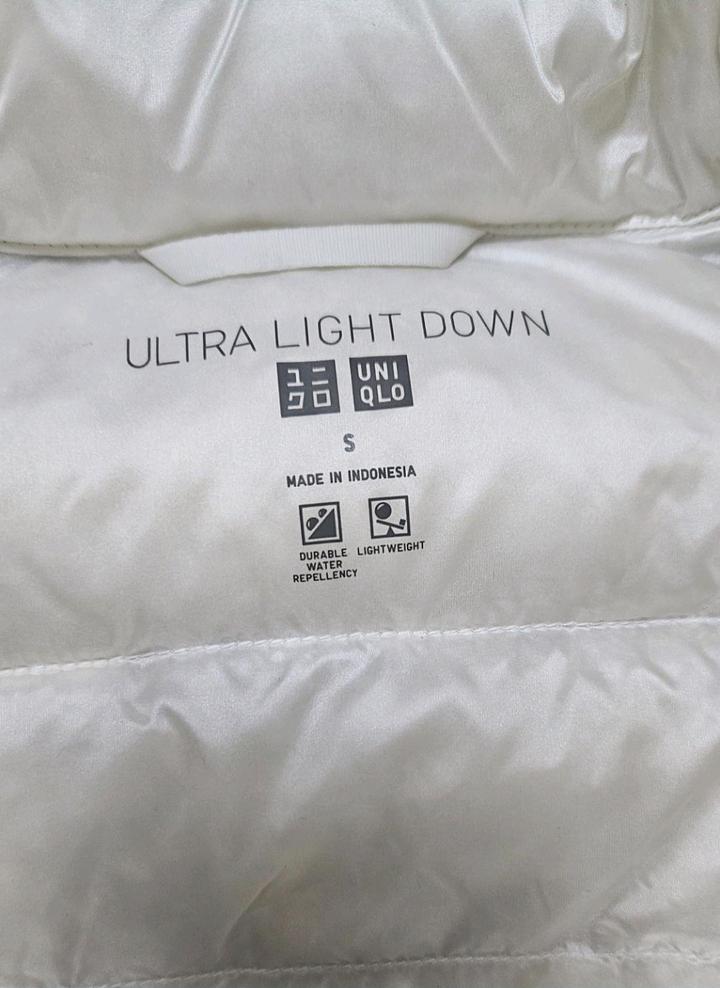 ULTRA LIGHT DOWN
ユニ UNI
クロ QLO
S
MADE IN INDONESIA
DURABLE WATER REPELLENCY
LIGHTWEIGHT